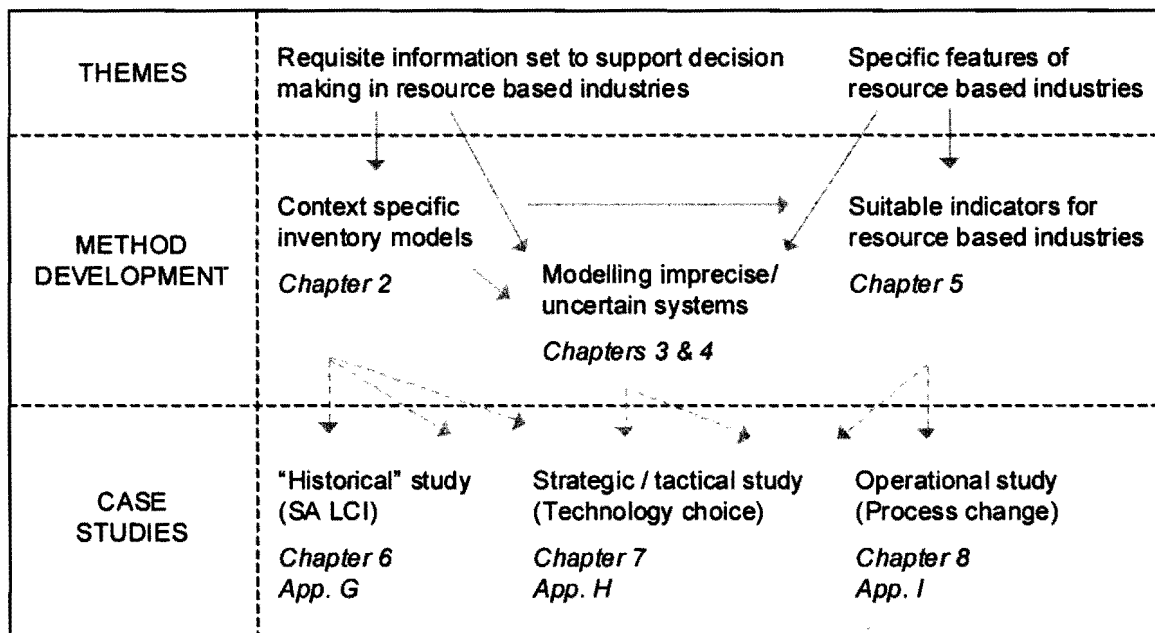 THEMES
Requisite information set to support decision
making in resource based industries
Specific features of
resource based industries
METHOD
DEVELOPMENT
Context specific
inventory models
Chapter 2
Modelling imprecise/
uncertain systems
Chapters 3 & 4
Suitable indicators for
resource based industries
Chapter 5
CASE
STUDIES
“Historical” study
(SA LCI)
Chapter 6
App. G
Strategic / tactical study
(Technology choice)
Chapter 7
App. H
Operational study
(Process change)
Chapter 8
App. I